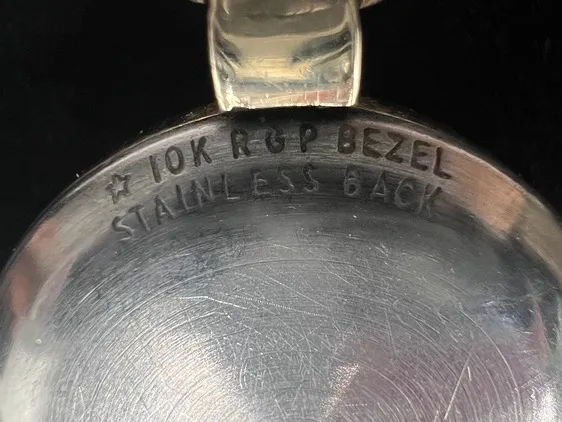 ☆ 10K RGP BEZEL
STAINLESS BACK